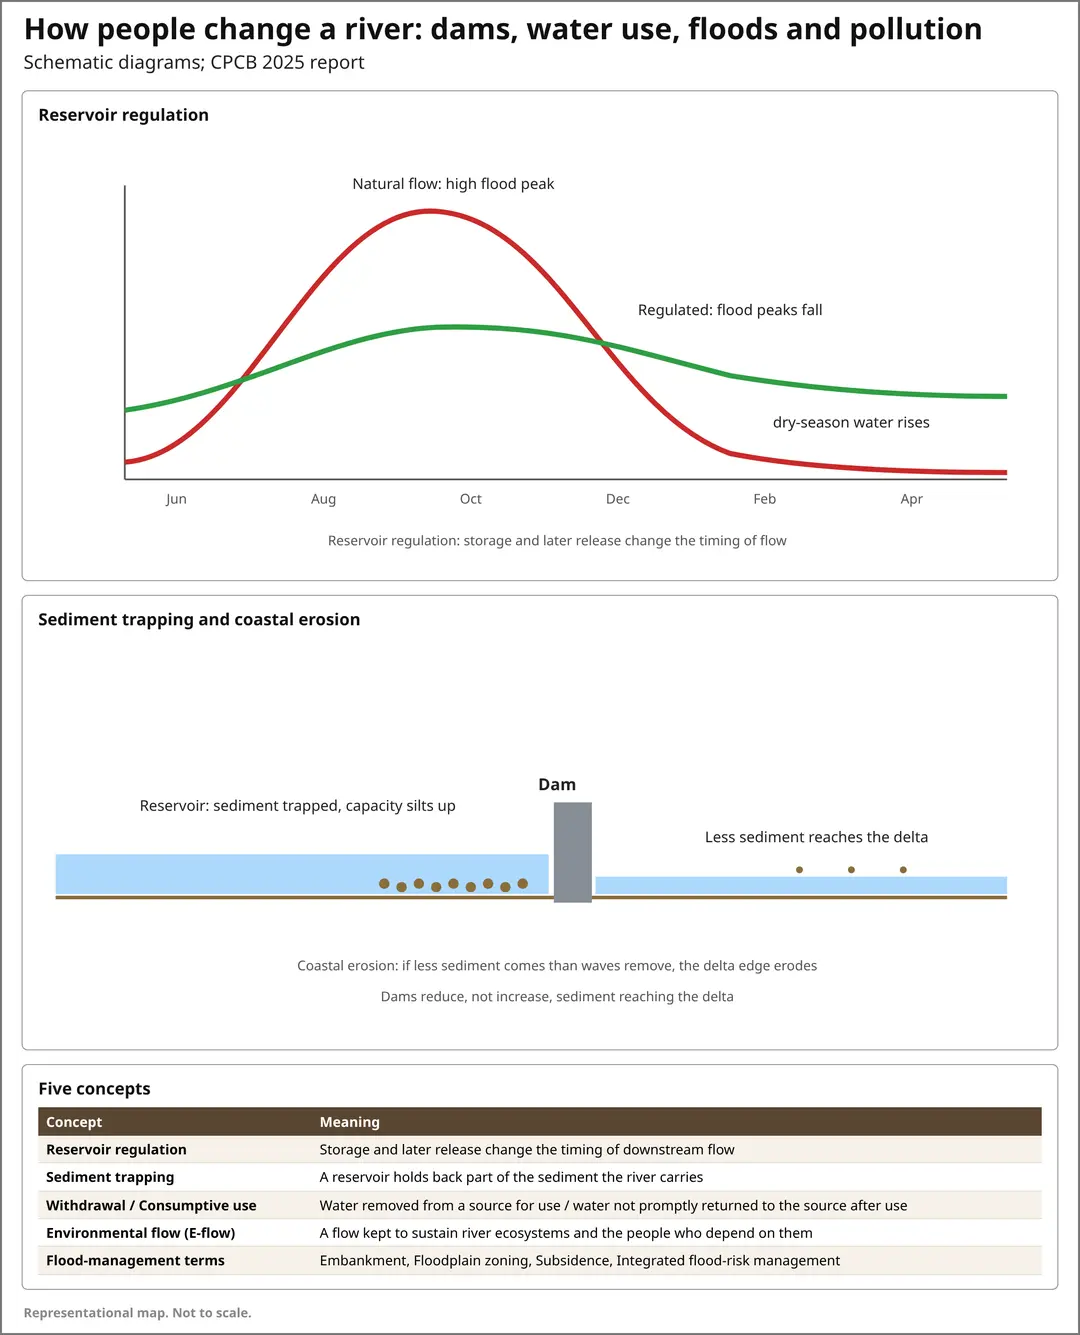 How people change a river: dams, water use, floods and pollution
Schematic diagrams; CPCB 2025 report
Reservoir regulation
Natural flow: high flood peak
Regulated: flood peaks fall
dry-season water rises
Jun Aug Oct Dec Feb Apr
Reservoir regulation: storage and later release change the timing of flow
Sediment trapping and coastal erosion
Dam
Reservoir: sediment trapped, capacity silts up
Less sediment reaches the delta
Coastal erosion: if less sediment comes than waves remove, the delta edge erodes
Dams reduce, not increase, sediment reaching the delta
Five concepts
Concept Meaning
Reservoir regulation Storage and later release change the timing of downstream flow
Sediment trapping A reservoir holds back part of the sediment the river carries
Withdrawal / Consumptive use Water removed from a source for use / water not promptly returned to the source after use
Environmental flow (E-flow) A flow kept to sustain river ecosystems and the people who depend on them
Flood-management terms Embankment, Floodplain zoning, Subsidence, Integrated flood-risk management
Representational map. Not to scale.